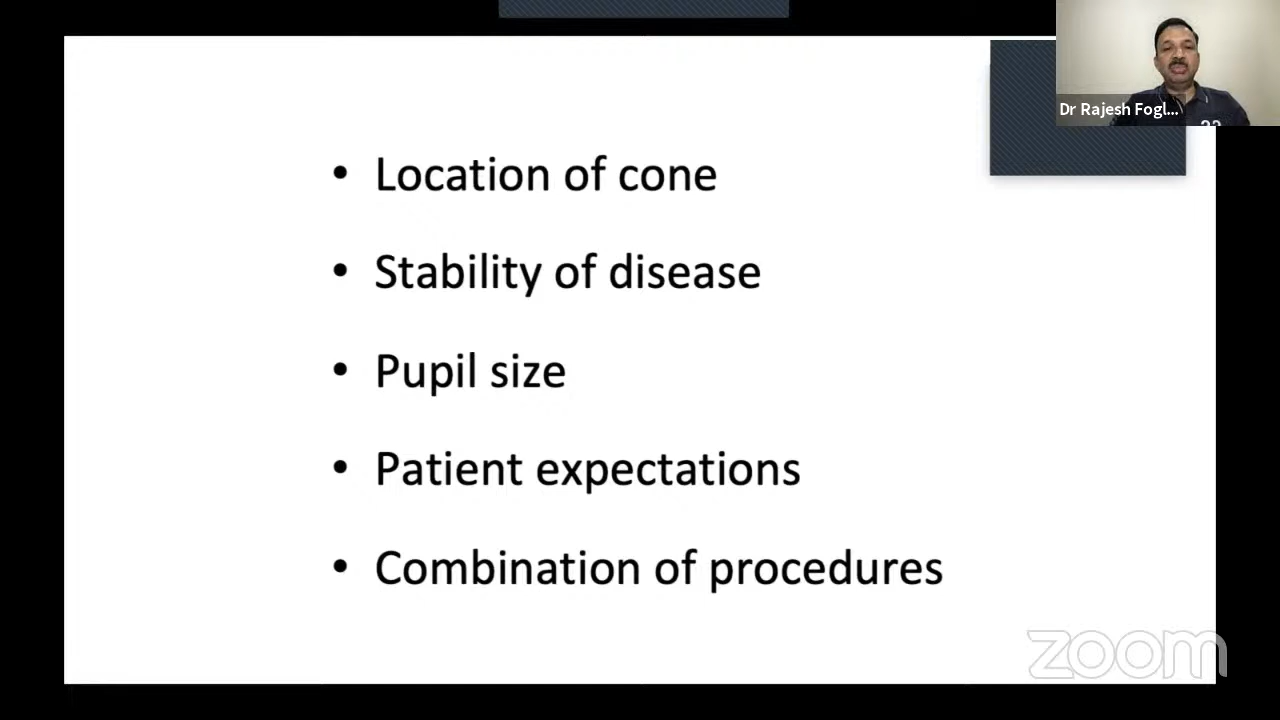 Dr Rajesh Fogl...
• Location of cone
• Stability of disease
• Pupil size
• Patient expectations
• Combination of procedures
zoom